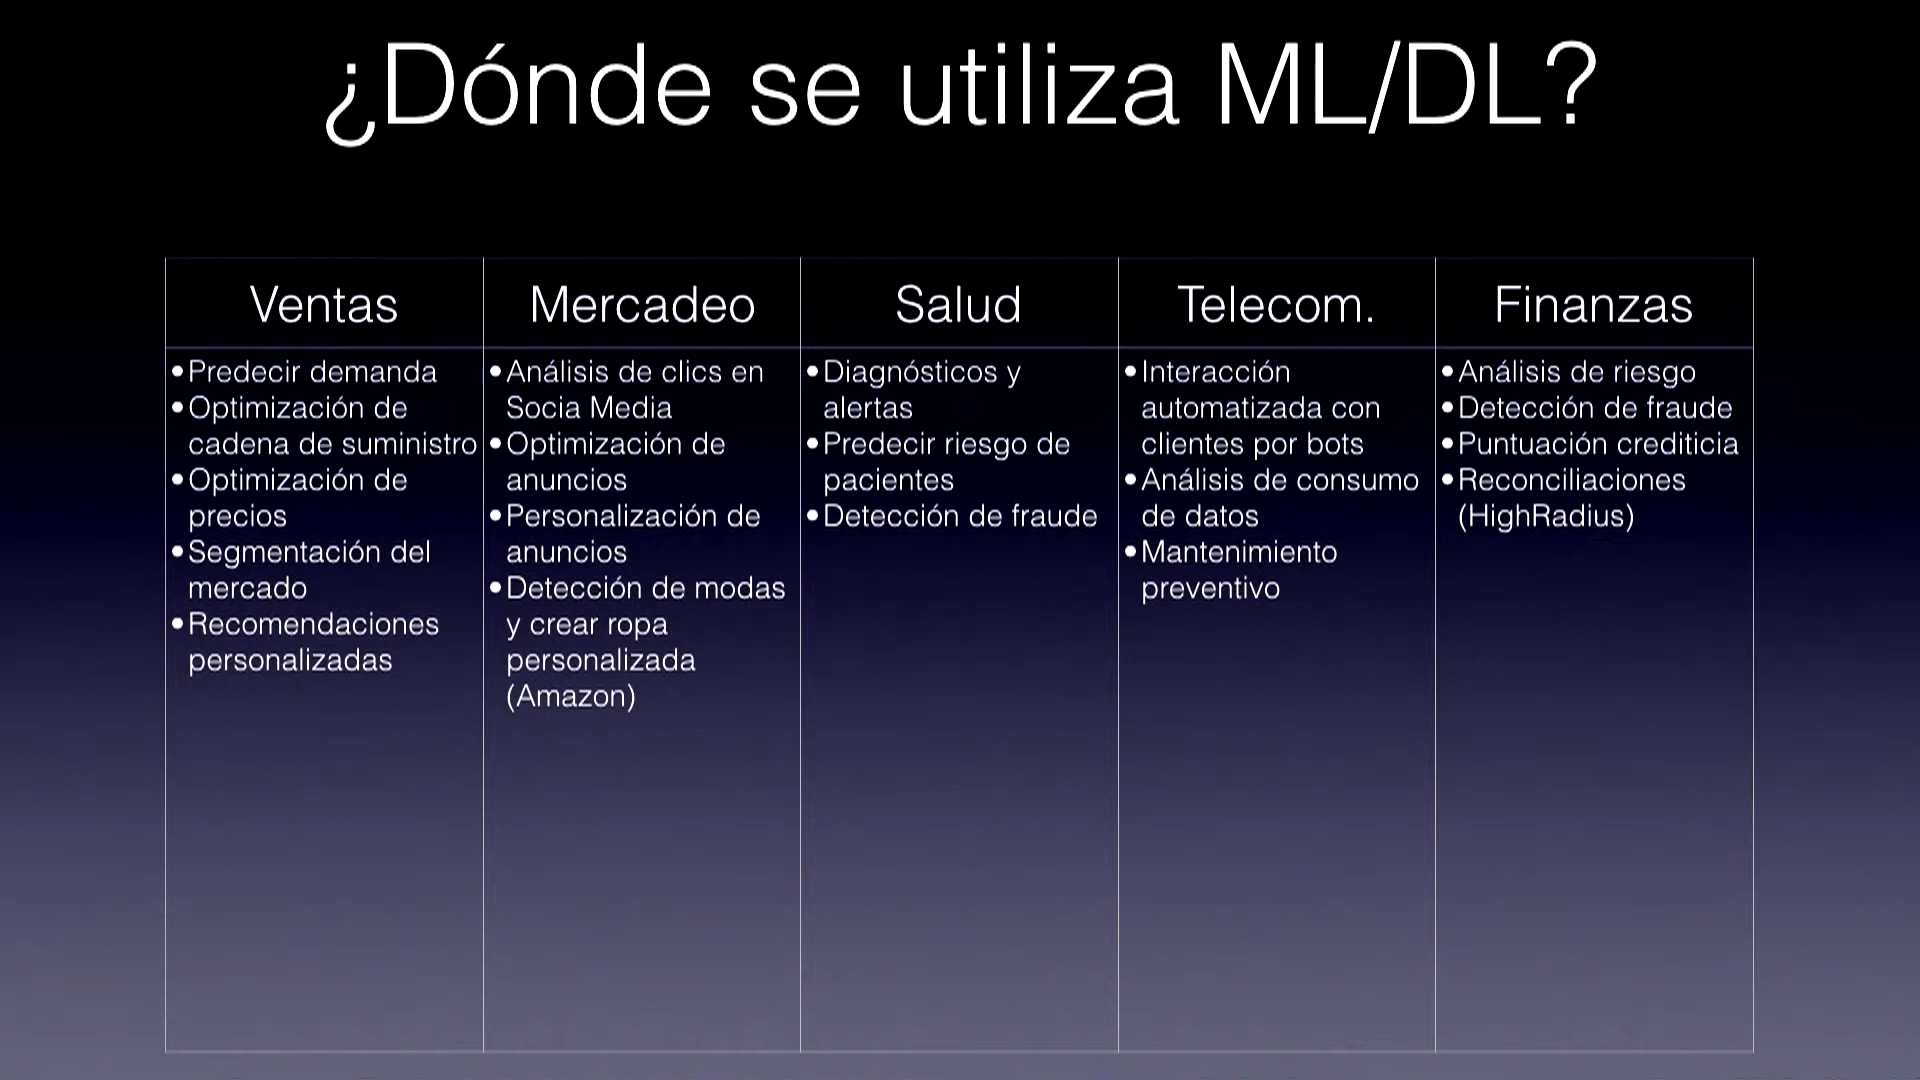 ¿Dónde se utiliza ML/DL?
Ventas
•Predecir demanda
•Optimización de
cadena de suministro
•Optimización de
precios
•Segmentación del
mercado
•Recomendaciones
personalizadas
Mercadeo
•Análisis de clics en
Socia Media
•Optimización de
anuncios
•Personalización de
anuncios
•Detección de modas
y crear ropa
personalizada
(Amazon)
Salud
•Diagnósticos y
alertas
•Predecir riesgo de
pacientes
•Detección de fraude
Telecom.
•Interacción
automatizada con
clientes por bots
•Análisis de consumo
de datos
•Mantenimiento
preventivo
Finanzas
•Análisis de riesgo
•Detección de fraude
•Puntuación crediticia
•Reconciliaciones
(HighRadius)